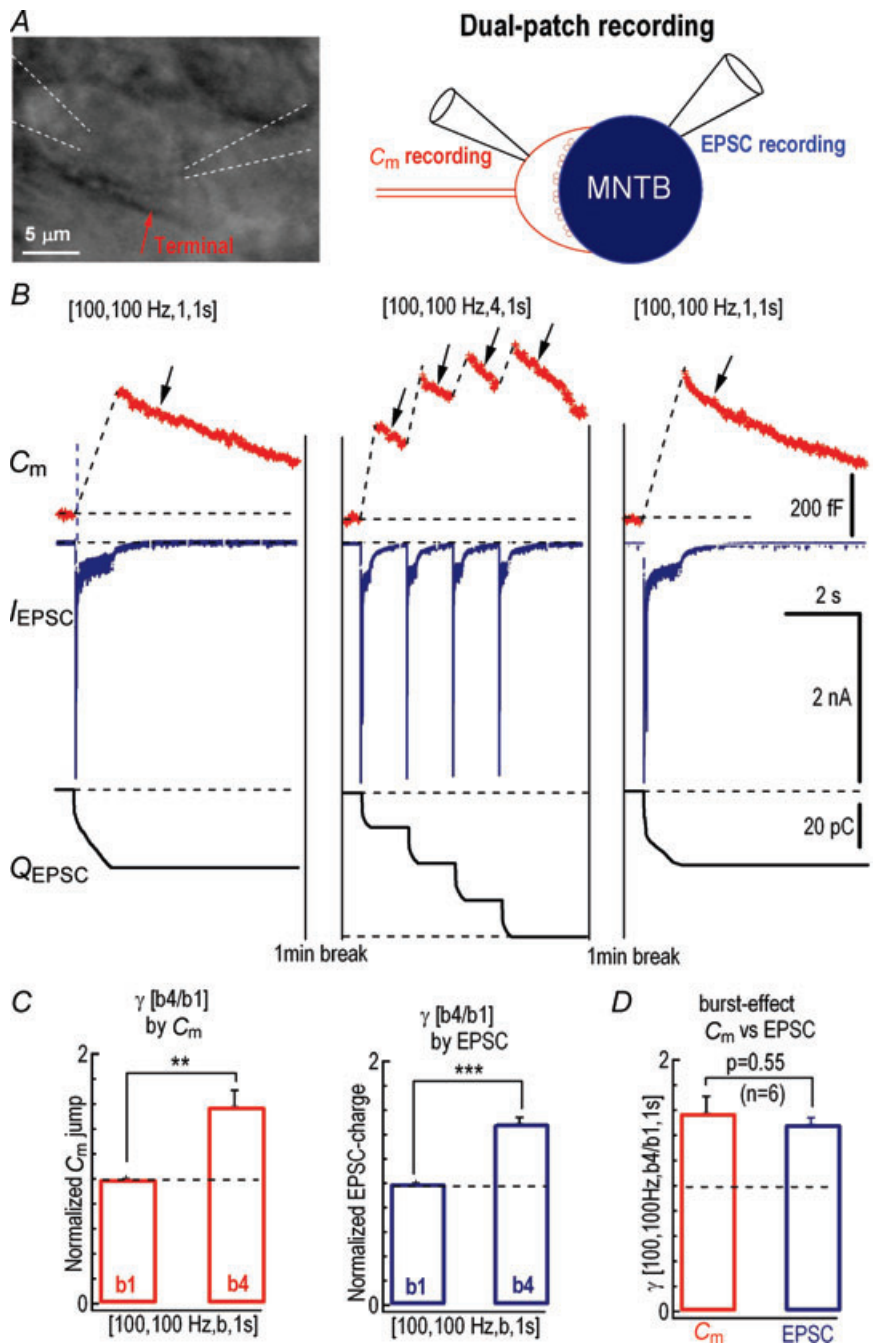 A
Dual-patch recording
Cm recording
EPSC recording
MNTB
5 μm
Terminal
B
[100,100 Hz,1,1s]
[100,100 Hz,4,1s]
[100,100 Hz,1,1s]
Cm
200 fF
IEPSC
2 s
2 nA
20 pC
QEPSC
1min break
1min break
C
γ [b4/b1]
by Cm
Normalized Cm jump
2
0
**
b1
b4
[100,100 Hz,b,1s]
γ [b4/b1]
by EPSC
Normalized EPSC-charge
2
0
***
b1
b4
[100,100 Hz,b,1s]
D
burst-effect
Cm vs EPSC
γ [100,100Hz,b4/b1,1s]
2
0
p=0.55
(n=6)
Cm
EPSC